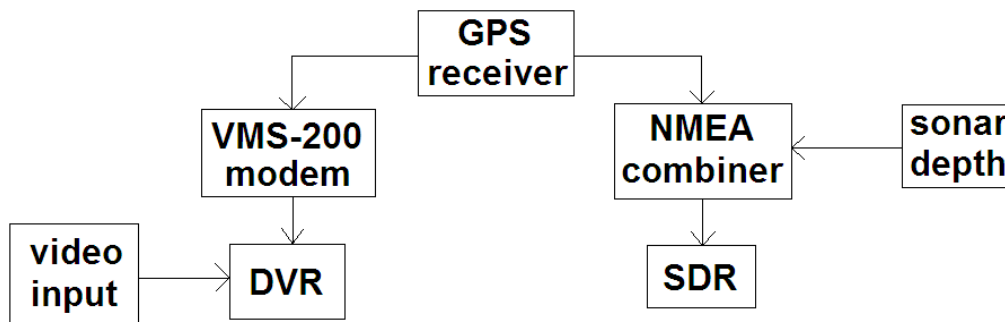 GPS
receiver
VMS-200
modem
NMEA
combiner
sonar
depth
video
input
DVR
SDR